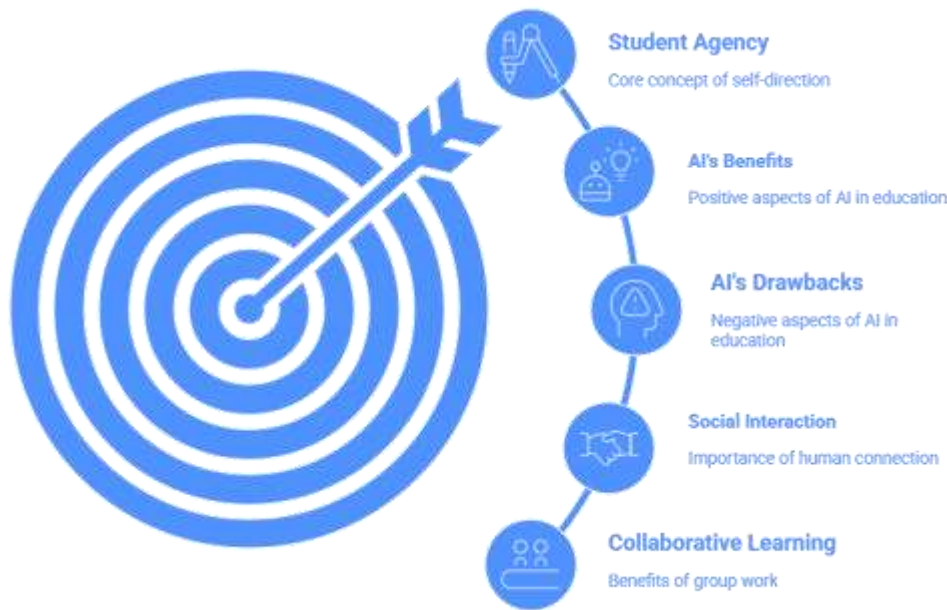 Student Agency
Core concept of self-direction
AI's Benefits
Positive aspects of AI in education
AI's Drawbacks
Negative aspects of AI in
education
Social Interaction
Importance of human connection
Collaborative Learning
Benefits of group work